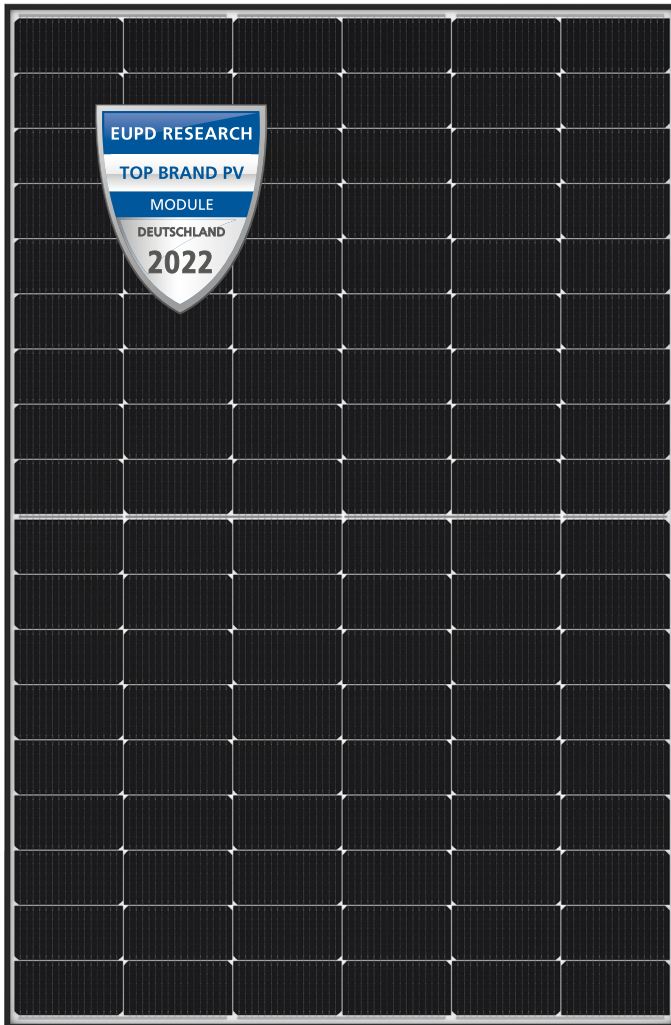 EUPD RESEARCH
TOP BRAND PV
MODULE
DEUTSCHLAND
2022